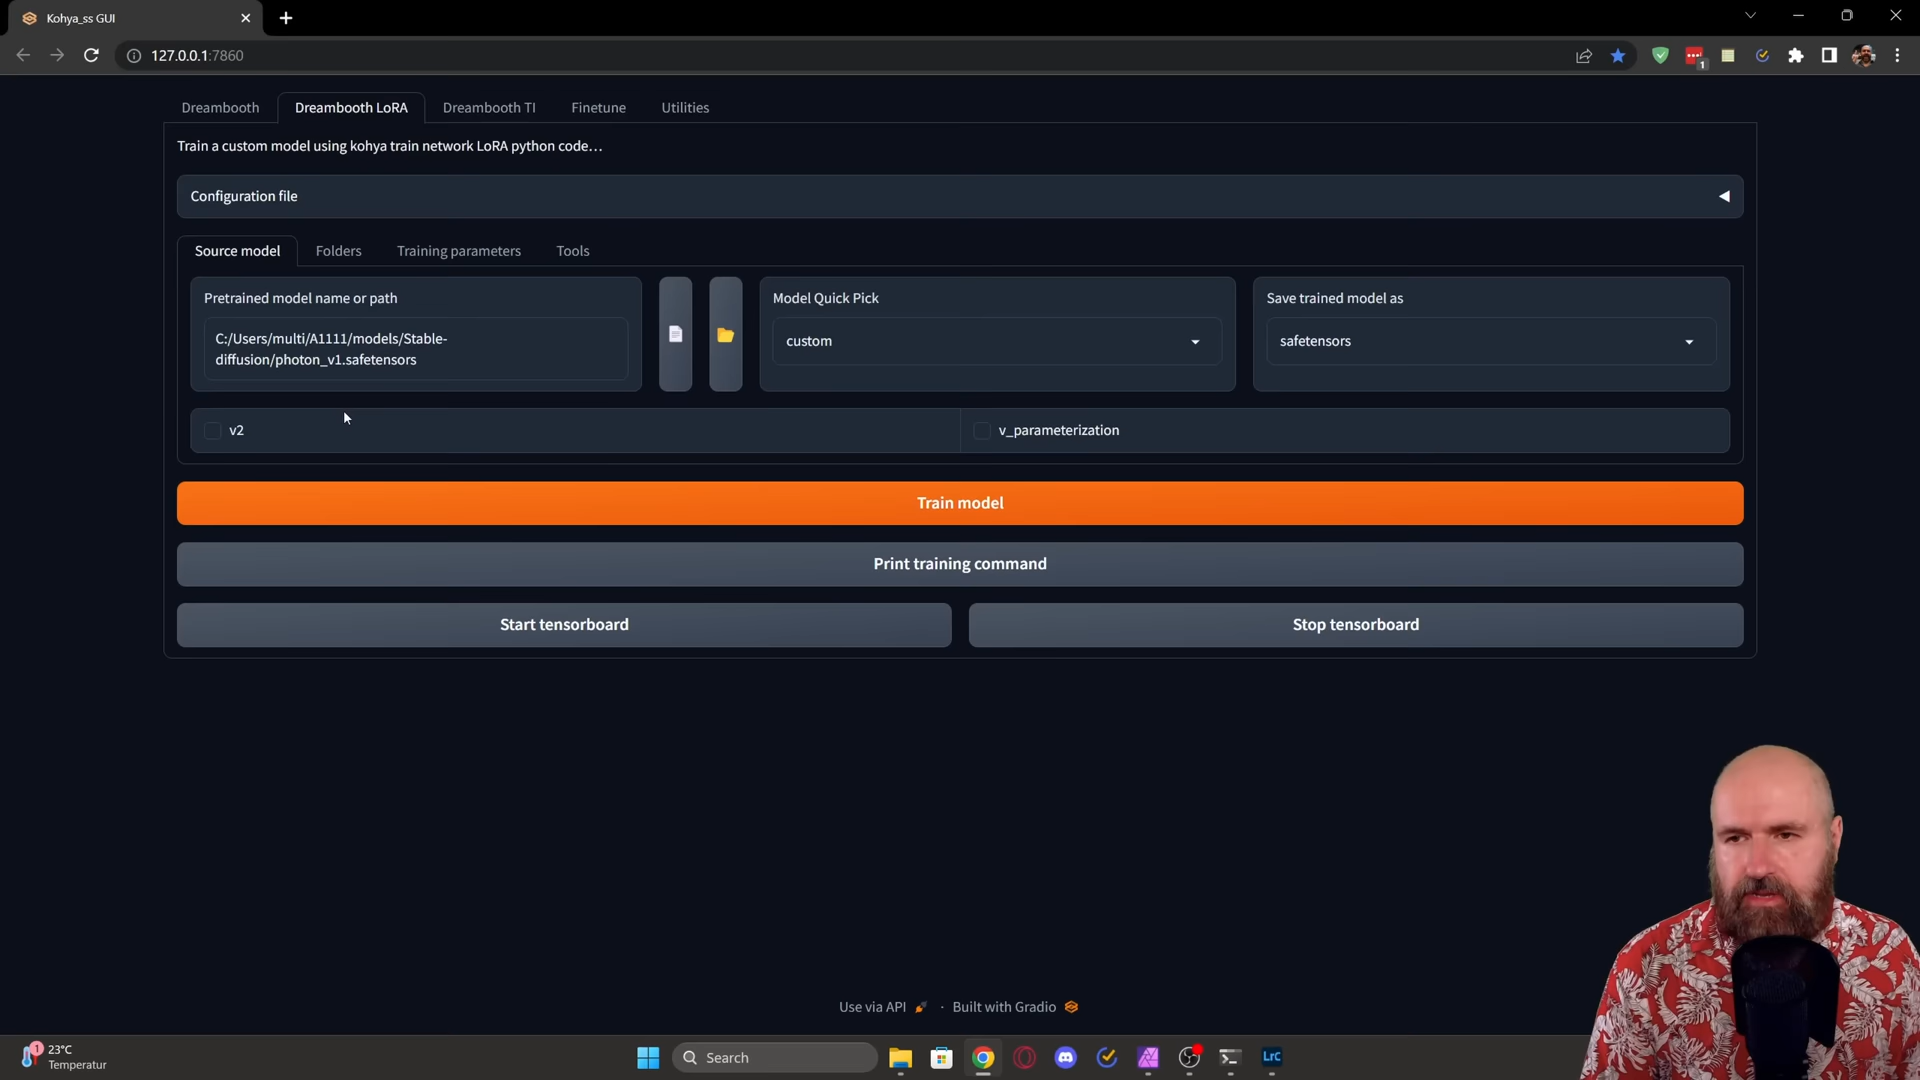 Kohya_ss GUI
127.0.0.1:7860
1
Dreambooth
Dreambooth LoRA
Dreambooth TI
Finetune
Utilities
Train a custom model using kohya train network LoRA python code...
Configuration file
Source model
Folders
Training parameters
Tools
Pretrained model name or path
Model Quick Pick
Save trained model as
C:/Users/multi/A1111/models/Stable-
diffusion/photon_v1.safetensors
custom
safetensors
v2
v_parameterization
Train model
Print training command
Start tensorboard
Stop tensorboard
Use via API
·
Built with Gradio
1
23°C
Temperatur
Search
LrC